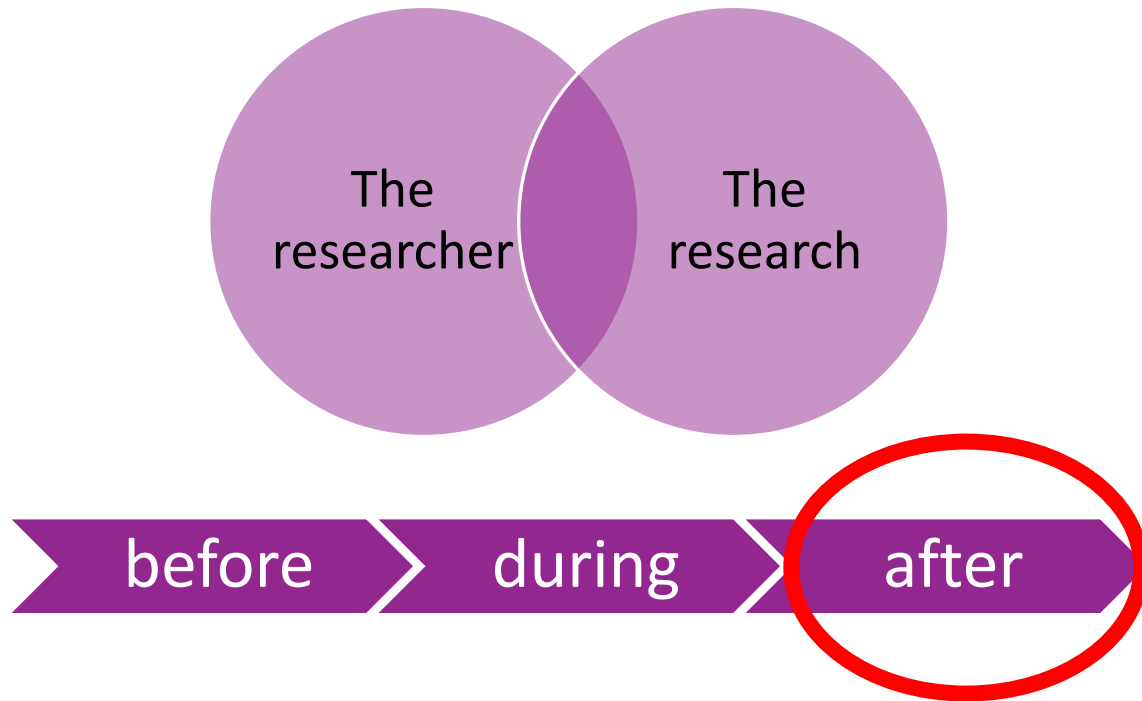 The
researcher
The
research
before
during
after